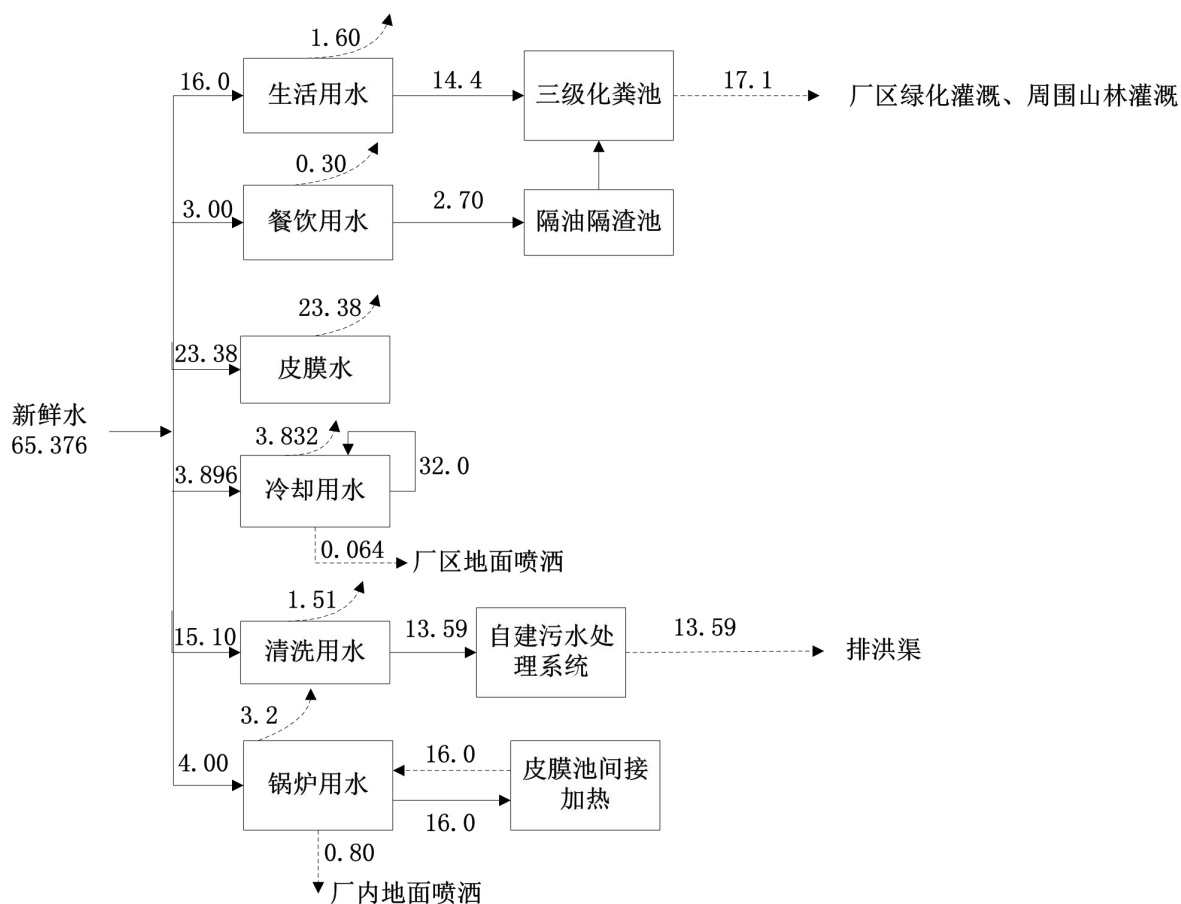 1.60
16.0
生活用水
14.4
三级化粪池
17.1
厂区绿化灌溉、周围山林灌溉
0.30
3.00
餐饮用水
2.70
隔油隔渣池
23.38
23.38
皮膜水
新鲜水
65.376
3.832
3.896
冷却用水
32.0
0.064
厂区地面喷洒
1.51
15.10
清洗用水
13.59
自建污水处
理系统
13.59
排洪渠
3.2
4.00
锅炉用水
16.0
16.0
皮膜池间接
加热
0.80
厂内地面喷洒